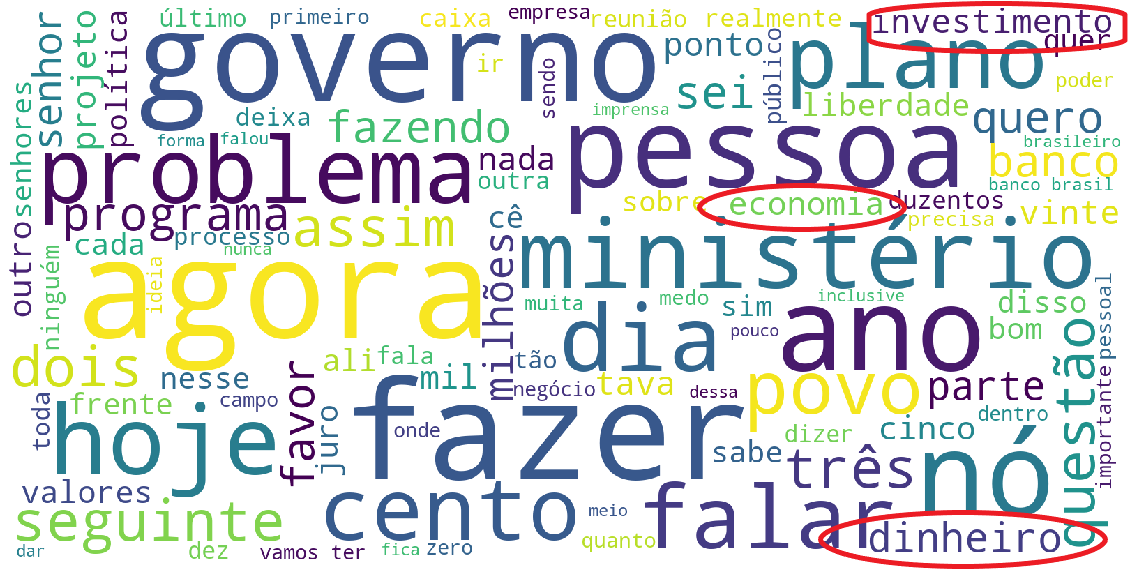 último
primeiro
caixa
empresa
reunião
realmente
investimento
quer
senhor
projeto
política
governo
ir
sendo
ponto
plano
público
poder
deixa
fazendo
imprensa
sei
liberdade
quero
forma
falou
problema
nada
outra
pessoa
brasileiro
banco
banco brasil
outro
senhores
programa
assim
cê
sobre
economia
duzentos
precisa
vinte
cada
processo
nunca
ninguém
ideia
agora
milhões
ministério
muita
medo
sim
inclusive
disso
dia
pouco
ano
bom
questão
pessoal
importante
dois
nesse
ali
fala
mil
tão
negócio
tava
dessa
povo
parte
toda
frente
campo
favor
juro
onde
fazer
dizer
cinco
dentro
hoje
sabe
três
nó
valores
seguinte
cento
meio
falar
dinheiro
dar
dez
vamos ter
fica
zero
quanto